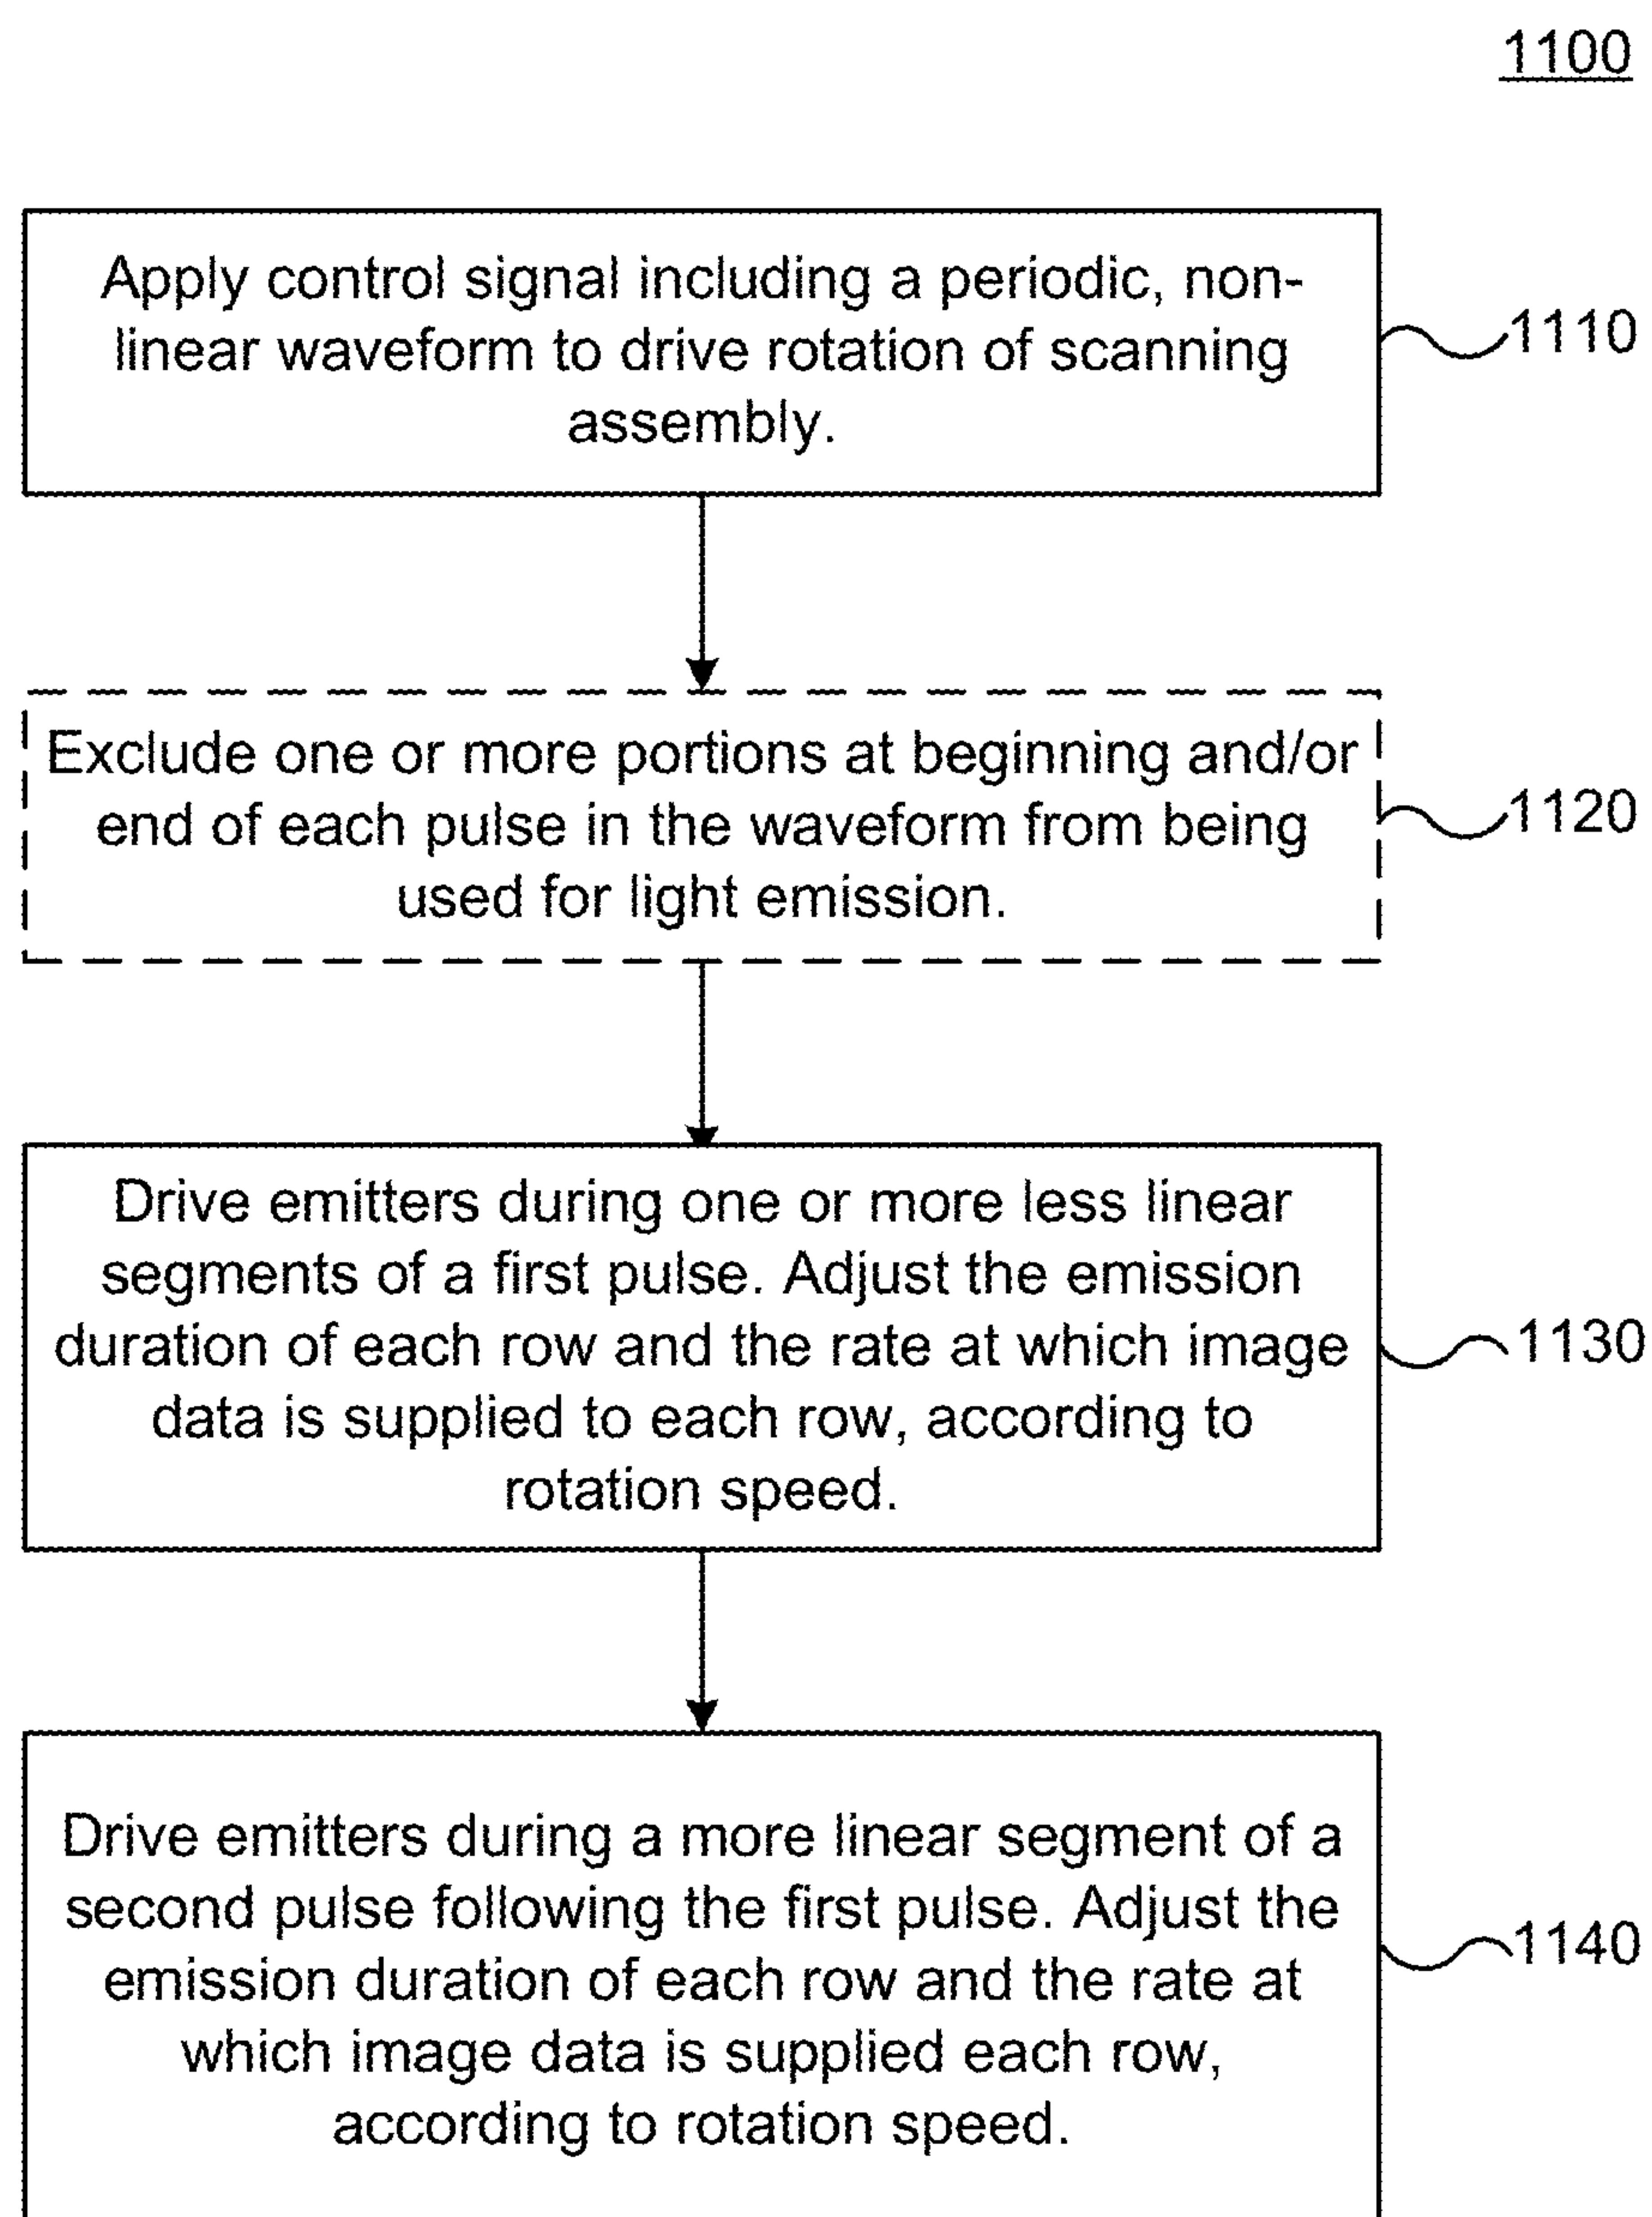 1100
Apply control signal including a periodic, non-
linear waveform to drive rotation of scanning
assembly.
1110
Exclude one or more portions at beginning and/or
end of each pulse in the waveform from being
used for light emission.
1120
Drive emitters during one or more less linear
segments of a first pulse. Adjust the emission
duration of each row and the rate at which image
data is supplied to each row, according to
rotation speed.
1130
Drive emitters during a more linear segment of a
second pulse following the first pulse. Adjust the
emission duration of each row and the rate at
which image data is supplied each row,
according to rotation speed.
1140